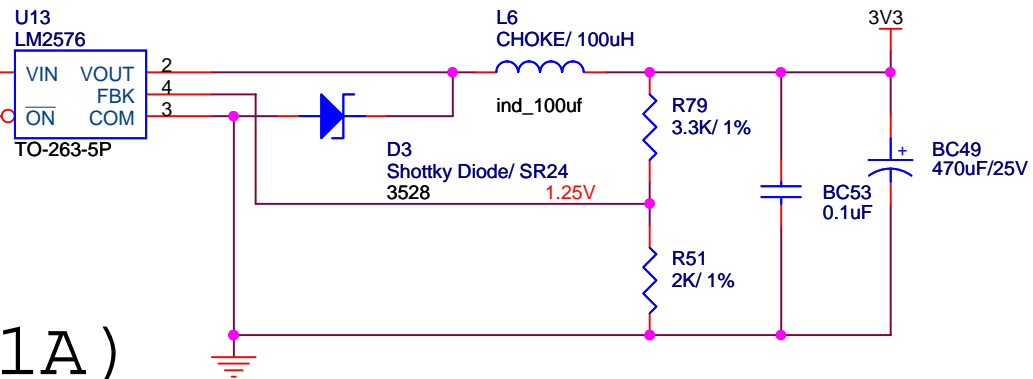 U13
LM2576
VIN VOUT 2
FBK 4
ON COM 3
TO-263-5P
L6
CHOKE/ 100uH
ind_100uf
D3
Shottky Diode/ SR24
3528 1.25V
R79
3.3K/ 1%
R51
2K/ 1%
3V3
BC53
0.1uF
BC49
+
470uF/25V
1A)